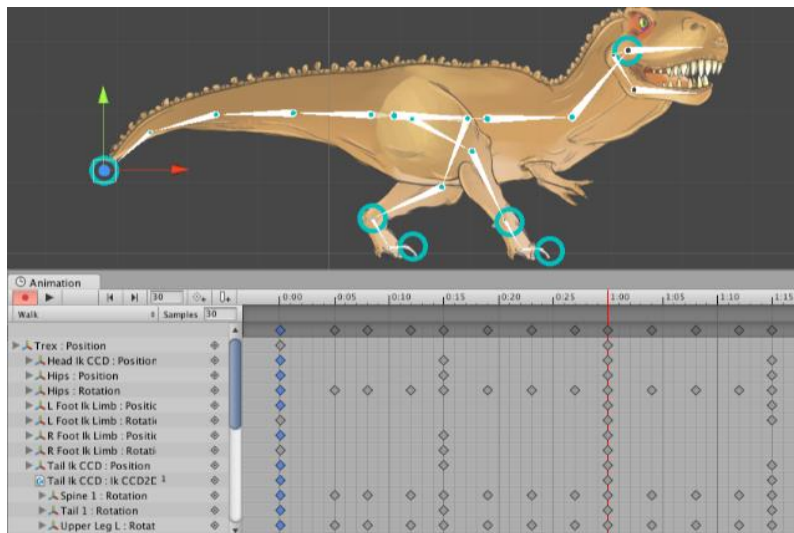 Animation
30 0:00 0:05 0:10 0:15 0:20 0:25 1:00 1:05 1:10 1:15
Walk Samples 30
Trex : Position
Head Ik CCD : Position
Hips : Position
Hips : Rotation
L Foot Ik Limb : Positic
L Foot Ik Limb : Rotati
R Foot Ik Limb : Positic
R Foot Ik Limb : Rotati
Tail Ik CCD : Position
Tail Ik CCD : Ik CCD2D 1
Spine 1 : Rotation
Tail 1 : Rotation
Upper Leg L : Rotat